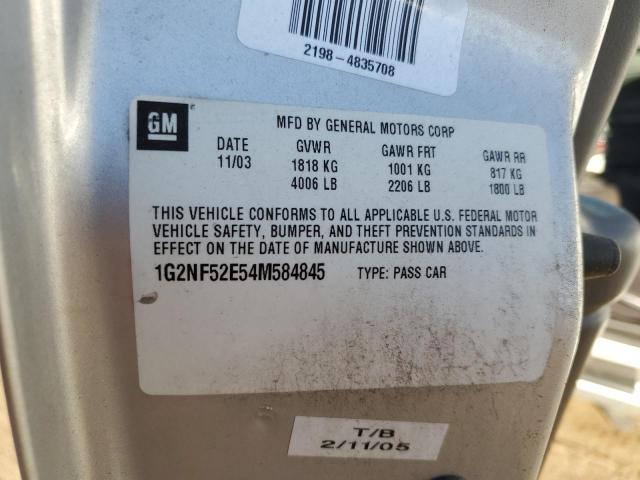 2198-4835708
GM
MFD BY GENERAL MOTORS CORP
DATE GVWR GAWR FRT GAWR RR
11/03 1818 KG 1001 KG 817 KG
4006 LB 2206 LB 1800 LB
THIS VEHICLE CONFORMS TO ALL APPLICABLE U.S. FEDERAL MOTOR
VEHICLE SAFETY, BUMPER, AND THEFT PREVENTION STANDARDS IN
EFFECT ON THE DATE OF MANUFACTURE SHOWN ABOVE.
1G2NF52E54M584845 TYPE: PASS CAR
T/B
2/11/05